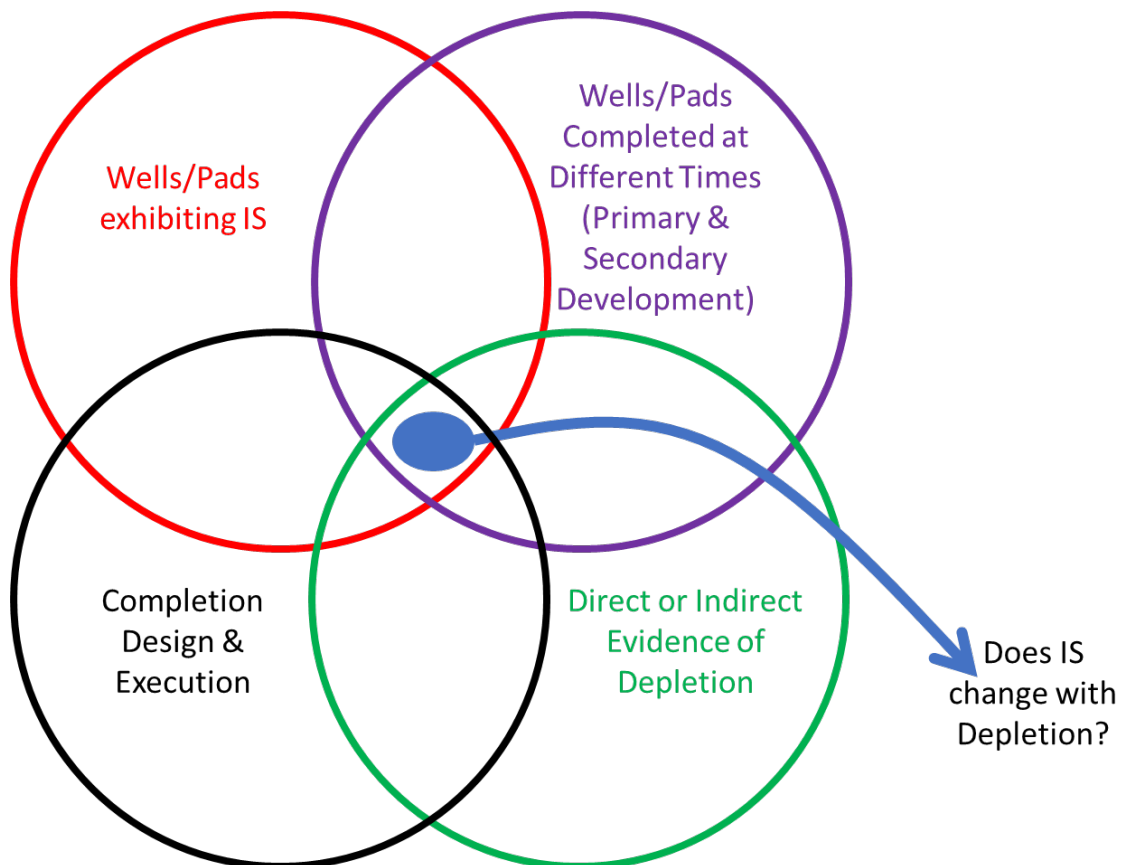 Wells/Pads
exhibiting IS
Wells/Pads
Completed at
Different Times
(Primary &
Secondary
Development)
Completion
Design &
Execution
Direct or Indirect
Evidence of
Depletion
Does IS
change with
Depletion?